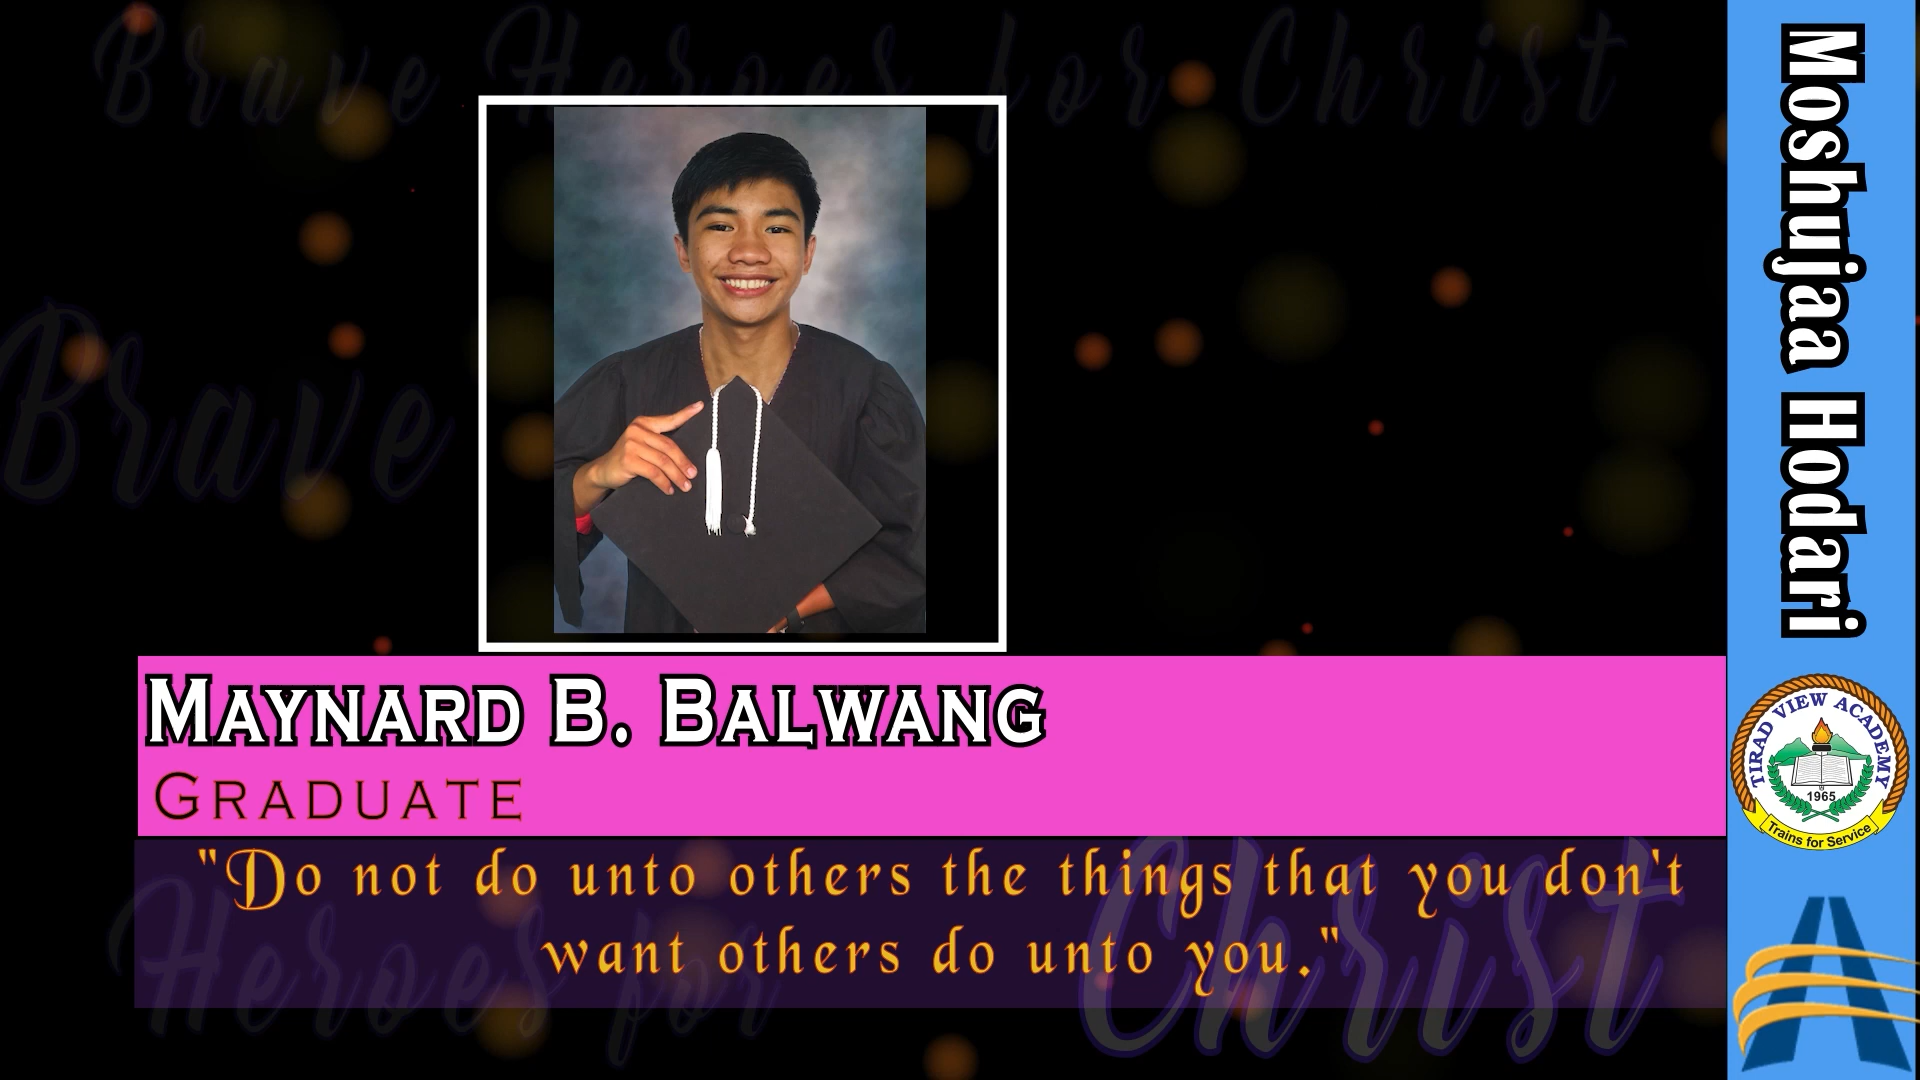 Brave Heroes for Christ
Brave
Maynard B. Balwang
Graduate
"Do not do unto others the things that you don't
want others do unto you."
Heroes for
Christ
Moshujaa Hodari
TIRAD VIEW ACADEMY
1965
Trains for Service